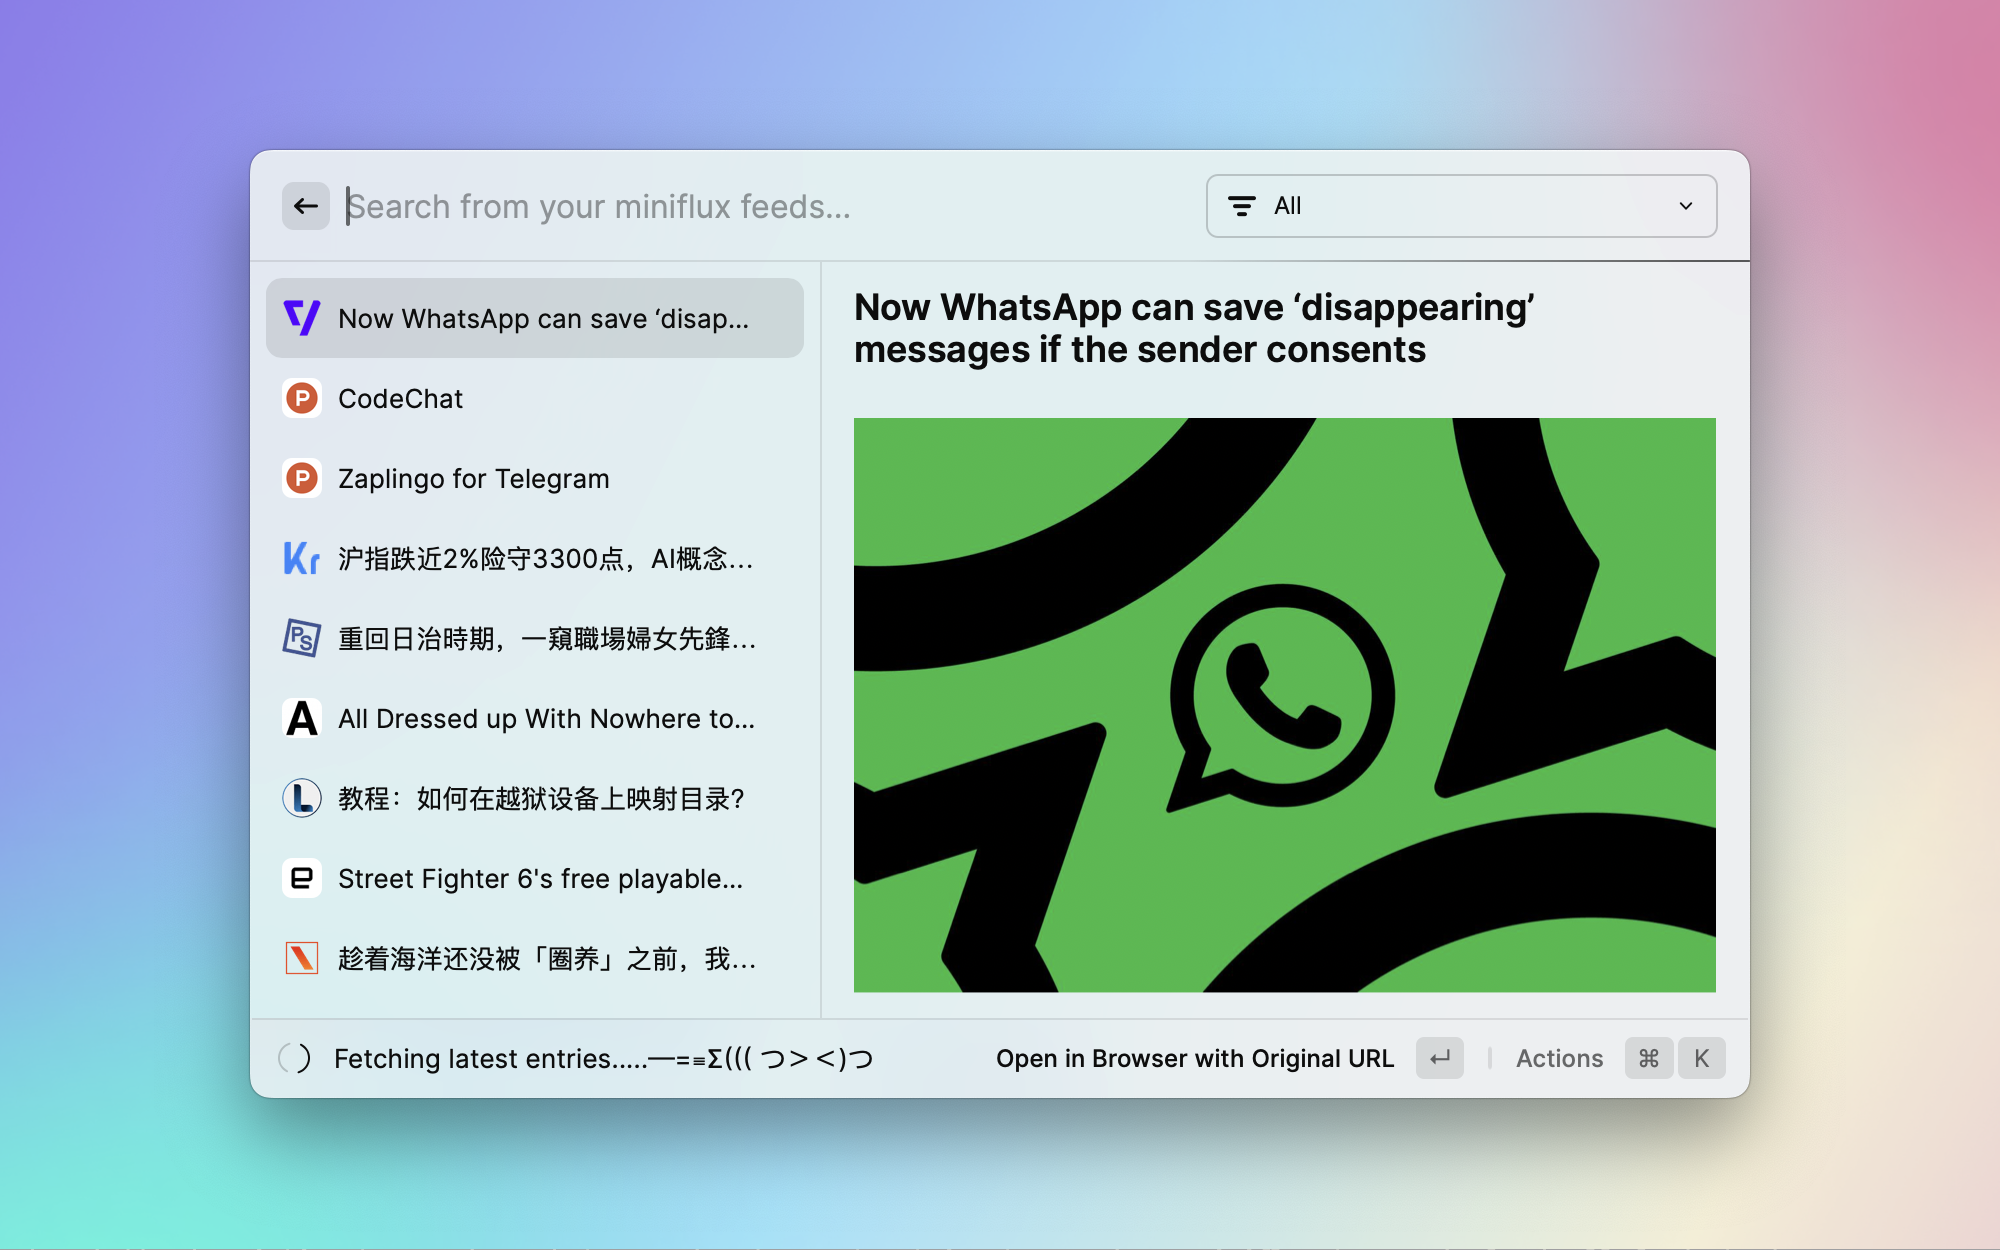 Search from your miniflux feeds...
All
Now WhatsApp can save ‘disap...
CodeChat
Zaplingo for Telegram
沪指跌近2%险守3300点，AI概念...
重回日治時期，一窺職場婦女先鋒...
All Dressed up With Nowhere to...
教程：如何在越狱设备上映射目录?
Street Fighter 6's free playable...
趁着海洋还没被「圈养」之前，我...
Now WhatsApp can save ‘disappearing’
messages if the sender consents
Fetching latest entries.....—=≡Σ((( つ＞＜)つ
Open in Browser with Original URL
Actions ⌘ K